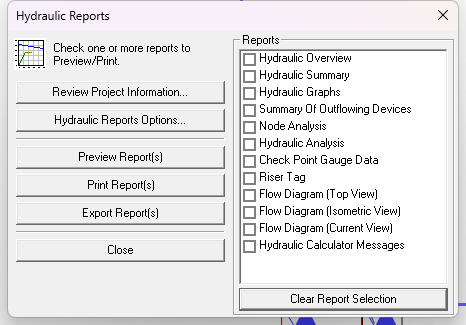 Hydraulic Reports
Check one or more reports to
Preview/Print.
Review Project Information...
Hydraulic Reports Options...
Preview Report(s)
Print Report(s)
Export Report(s)
Close
Reports
Hydraulic Overview
Hydraulic Summary
Hydraulic Graphs
Summary Of Outflowing Devices
Node Analysis
Hydraulic Analysis
Check Point Gauge Data
Riser Tag
Flow Diagram (Top View)
Flow Diagram (Isometric View)
Flow Diagram (Current View)
Hydraulic Calculator Messages
Clear Report Selection